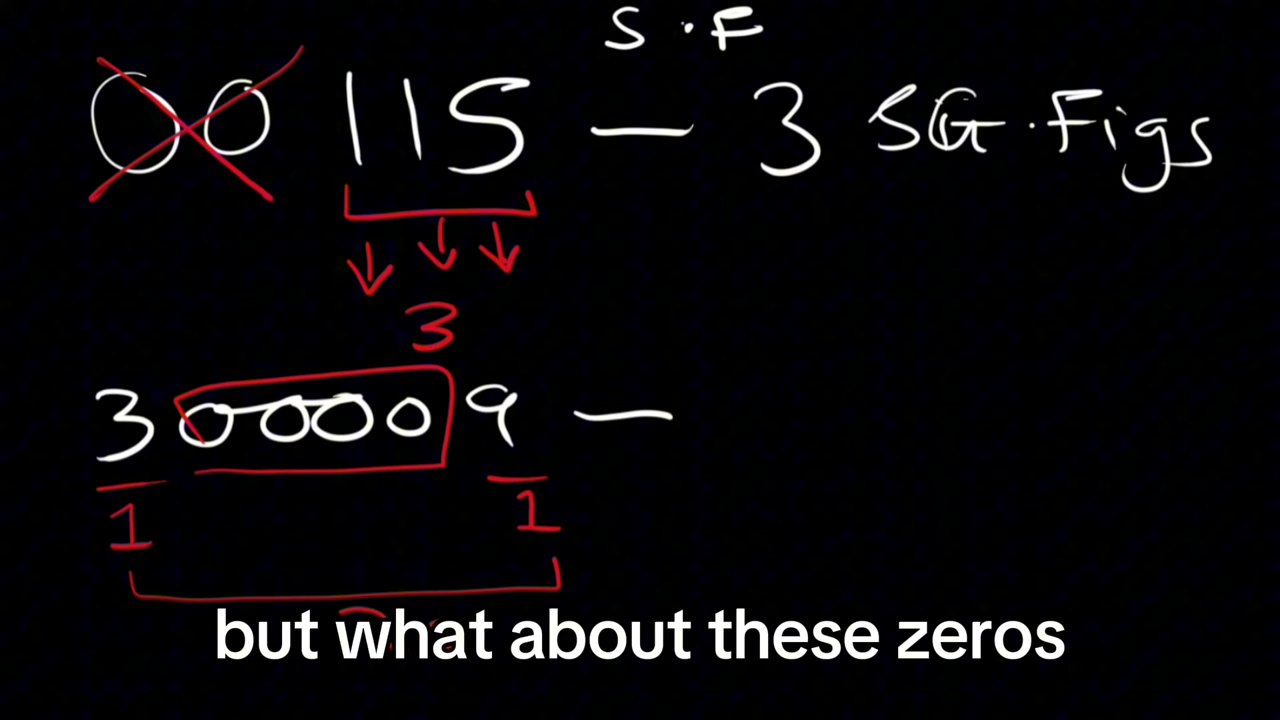 S.F
00 115 — 3 SG.Figs
3
300009 —
1 1
but what about these zeros